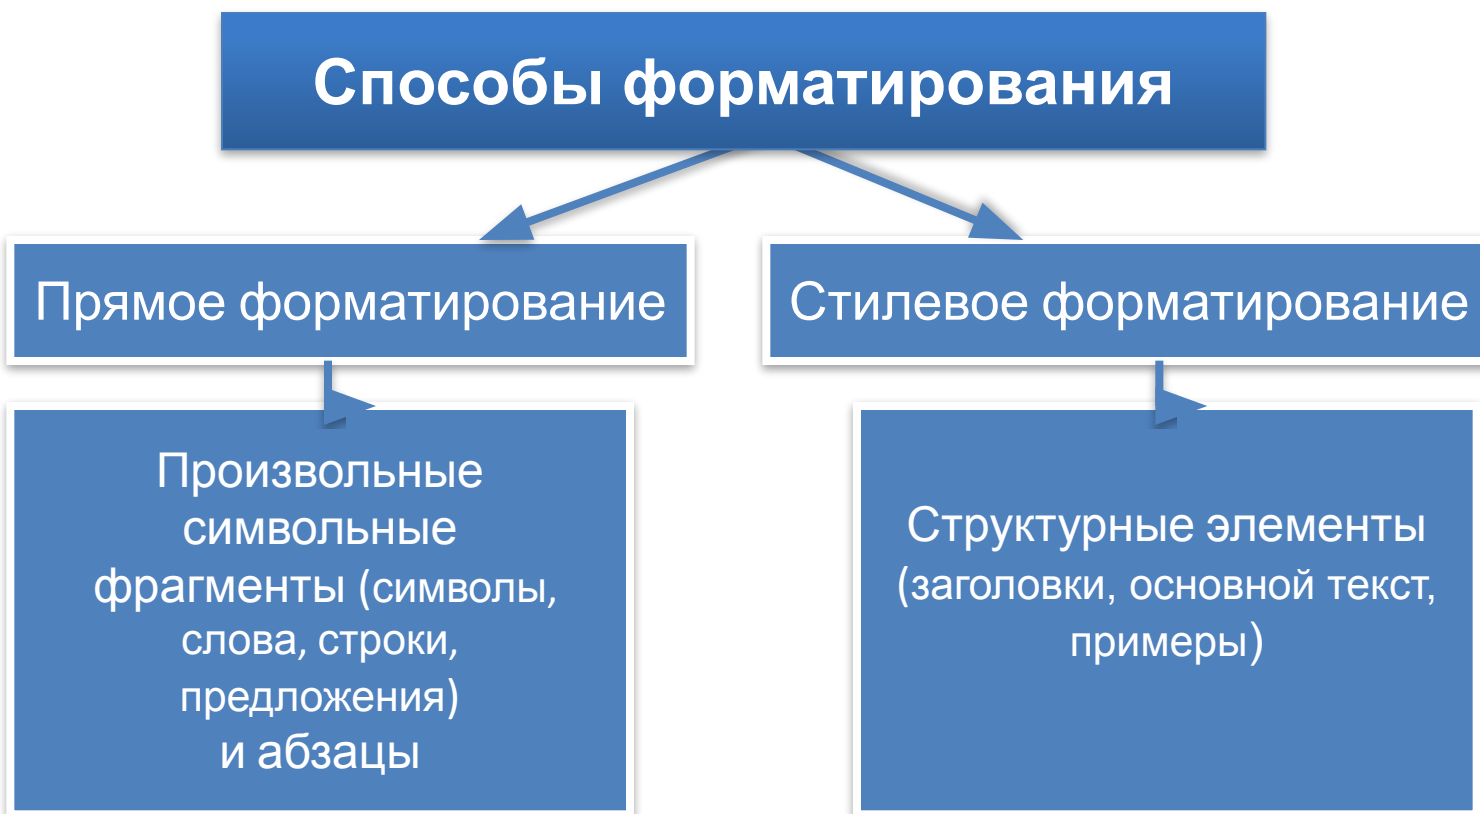 Способы форматирования
Прямое форматирование
Стилевое форматирование
Произвольные
символьные
фрагменты (символы,
слова, строки,
предложения)
и абзацы
Структурные элементы
(заголовки, основной текст,
примеры)